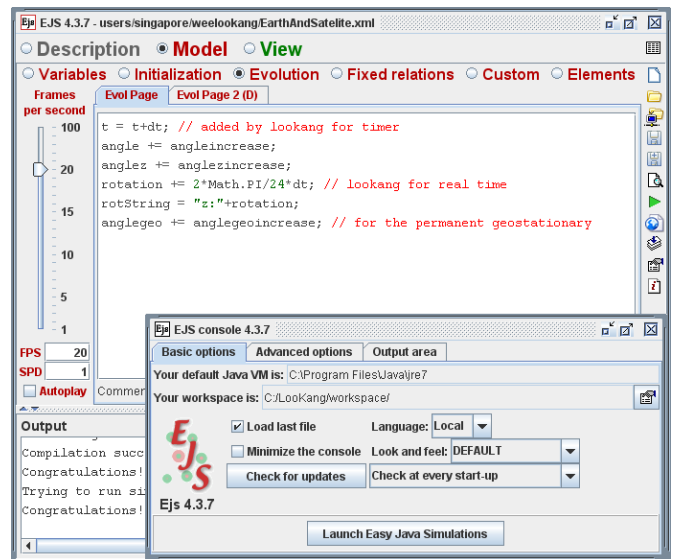 EJS 4.3.7 - users/singapore/weelookang/EarthAndSatelite.xml
Description Model View
Variables Initialization Evolution Fixed relations Custom Elements
Frames
per second
Evol Page Evol Page 2 (D)
100
20
15
10
5
1
t = t+dt; // added by lookang for timer
angle += angleincrease;
anglez += anglezincrease;
rotation += 2*Math.PI/24*dt; // lookang for real time
rotString = "z:"+rotation;
anglegeo += anglegeoincrease; // for the permanent geostationary
FPS 20
SPD 1
Autoplay
Commen
Output
Compilation succ
Congratulations!
Trying to run si
Congratulations!
EJS console 4.3.7
Basic options Advanced options Output area
Your default Java VM is: C:\Program Files\Java\jre7
Your workspace is: C:/LooKang/workspace/
Load last file Language: Local
Minimize the console Look and feel: DEFAULT
Check for updates Check at every start-up
EJS
Ejs 4.3.7
Launch Easy Java Simulations